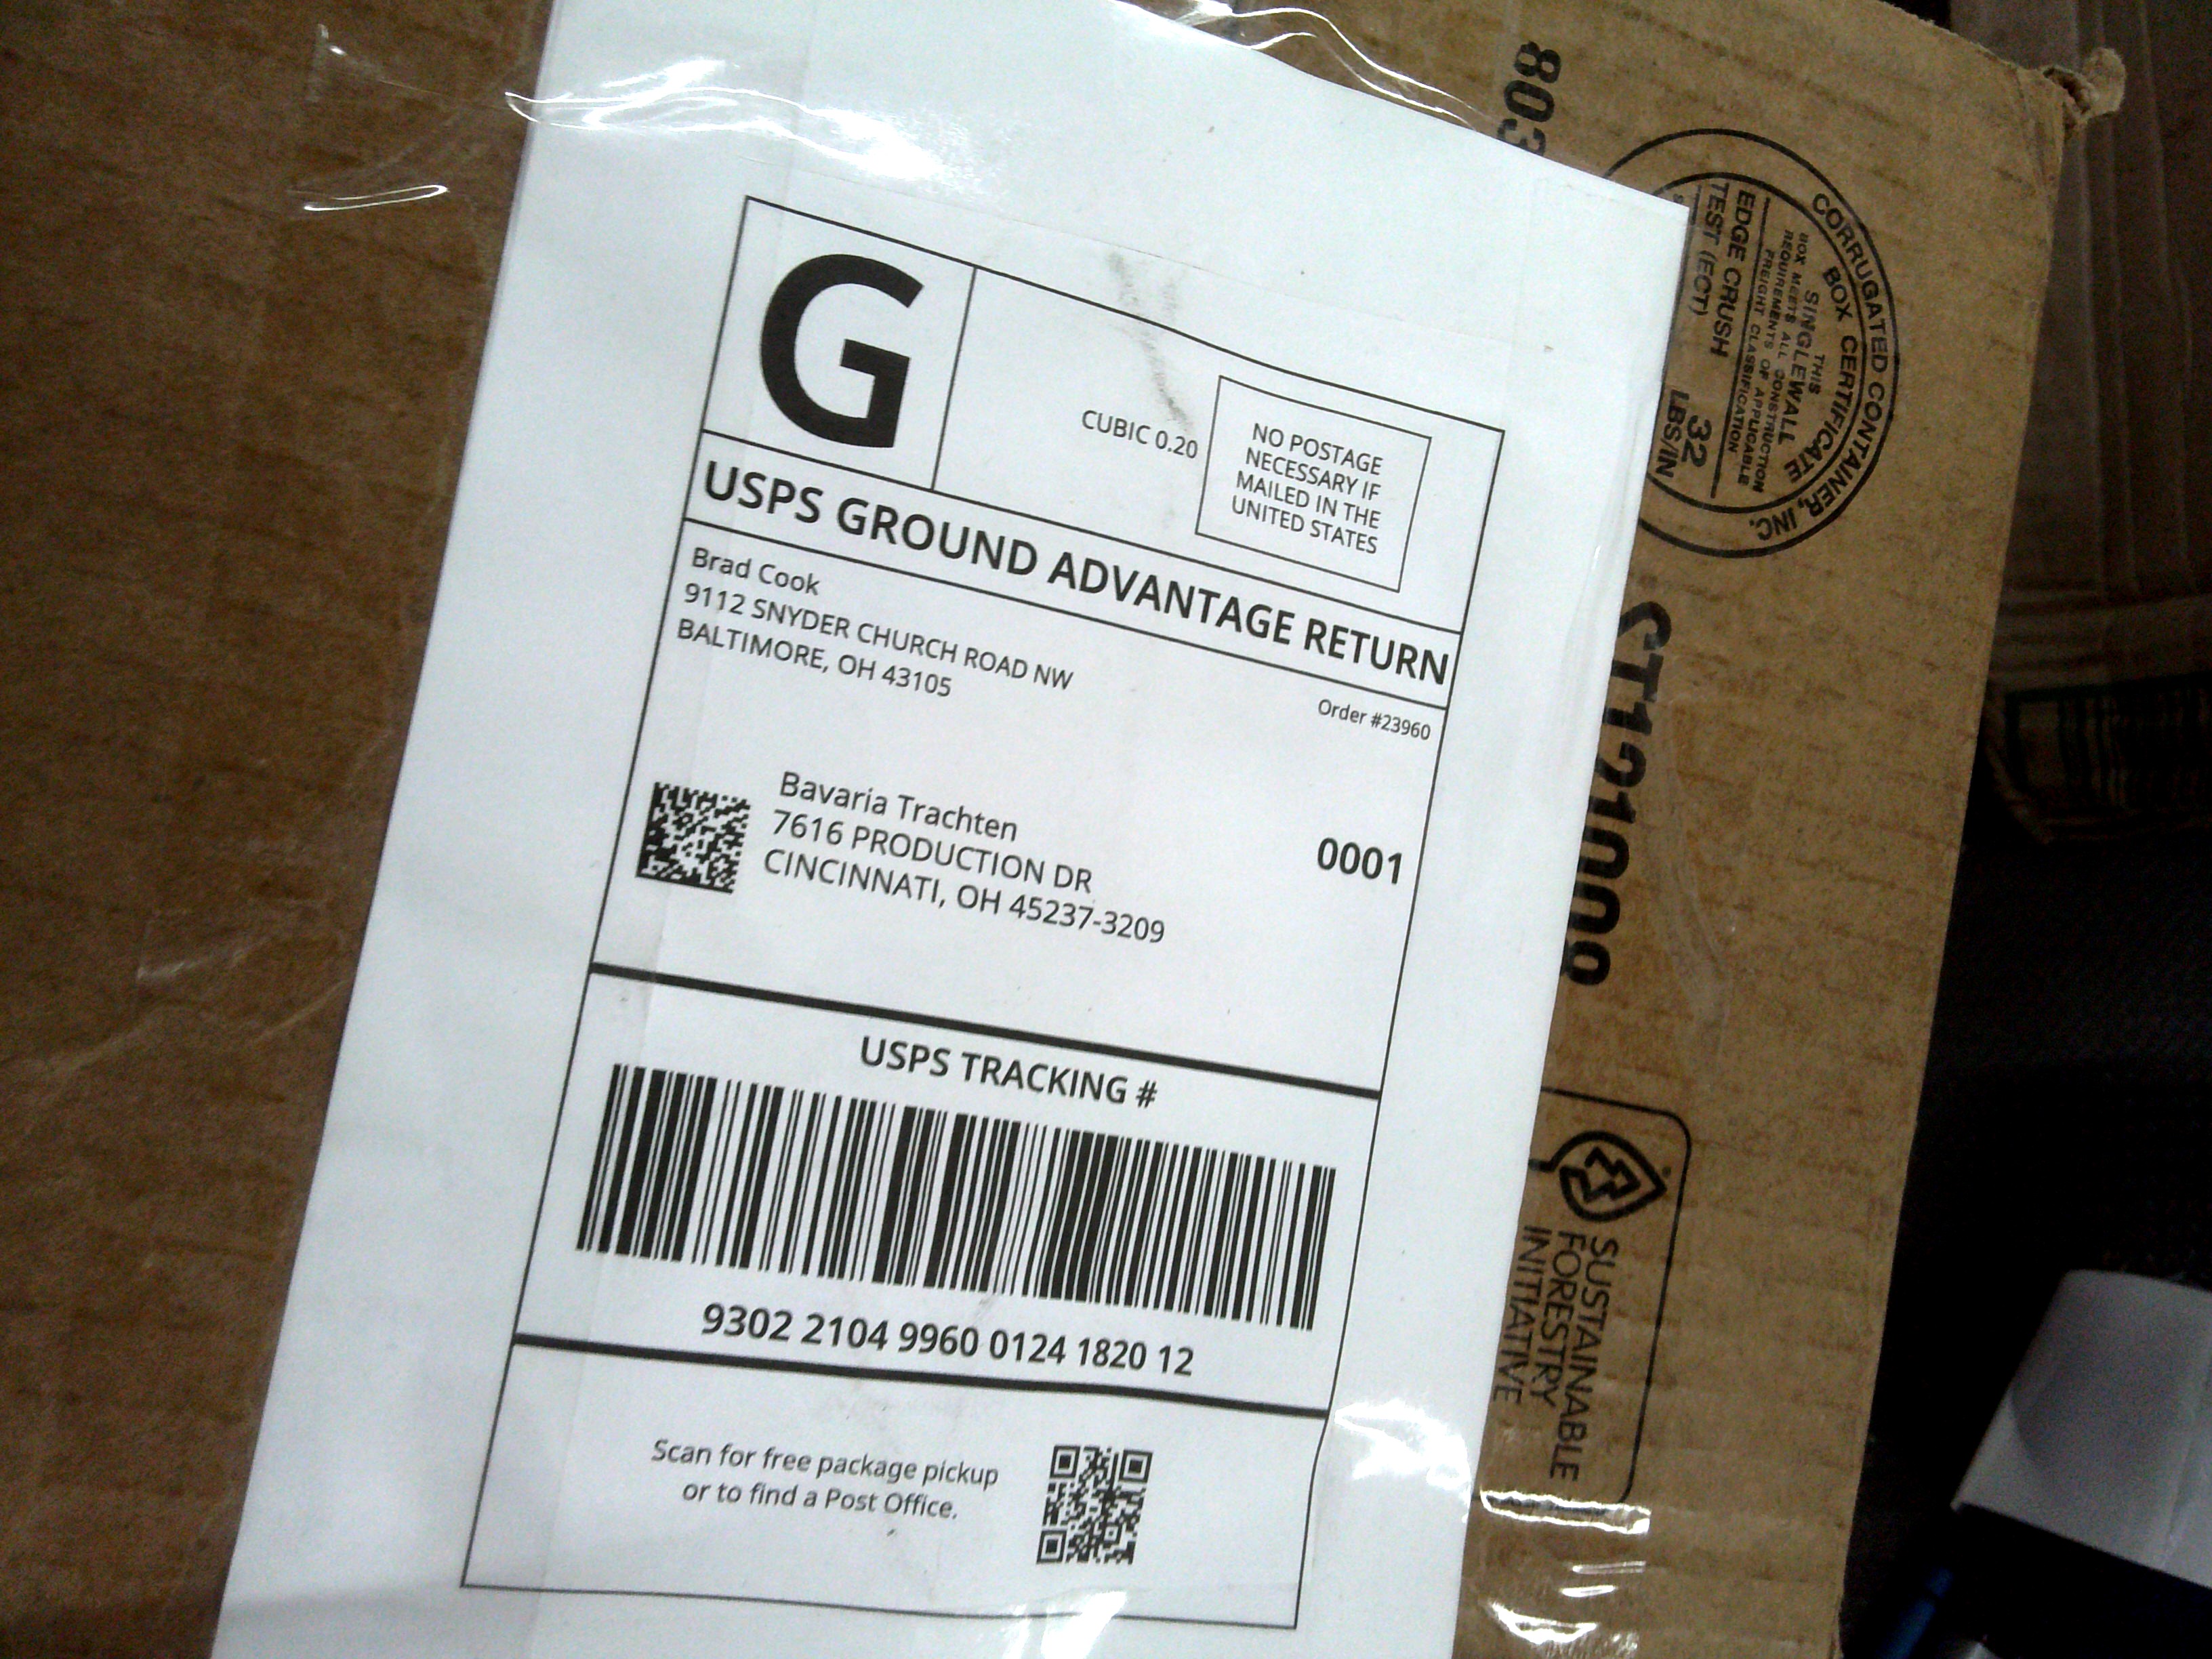 G
CUBIC 0.20
NO POSTAGE
NECESSARY IF
MAILED IN THE
UNITED STATES
USPS GROUND ADVANTAGE RETURN
Brad Cook
9112 SNYDER CHURCH ROAD NW
BALTIMORE, OH 43105
Order #23960
Bavaria Trachten
7616 PRODUCTION DR
CINCINNATI, OH 45237-3209
0001
USPS TRACKING #
9302 2104 9960 0124 1820 12
Scan for free package pickup
or to find a Post Office.
803
CORRUGATED CONTAINER, INC.
BOX CERTIFICATE
THIS
SINGLEWALL
BOX MEETS ALL CONSTRUCTION
REQUIREMENTS OF APPLICABLE
FREIGHT CLASSIFICATION
EDGE CRUSH
TEST (ECT)
32
LBS/IN
ST121008
SUSTAINABLE
FORESTRY
INITIATIVE